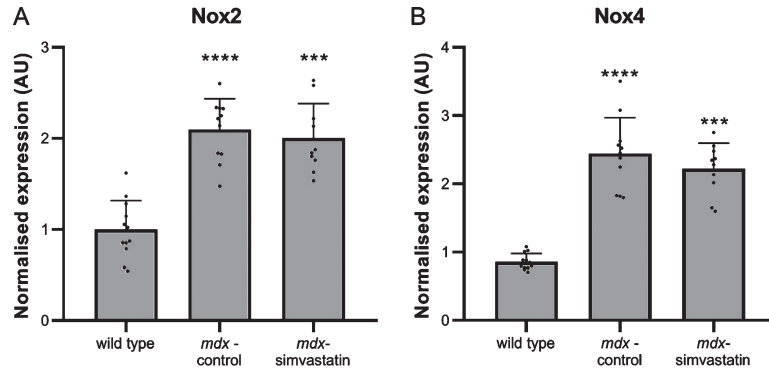 A
Nox2
Normalised expression (AU)
3
2
1
0
****
***
wild type
mdx -
control
mdx-
simvastatin
B
Nox4
Normalised expression (AU)
4
3
2
1
0
****
***
wild type
mdx -
control
mdx-
simvastatin